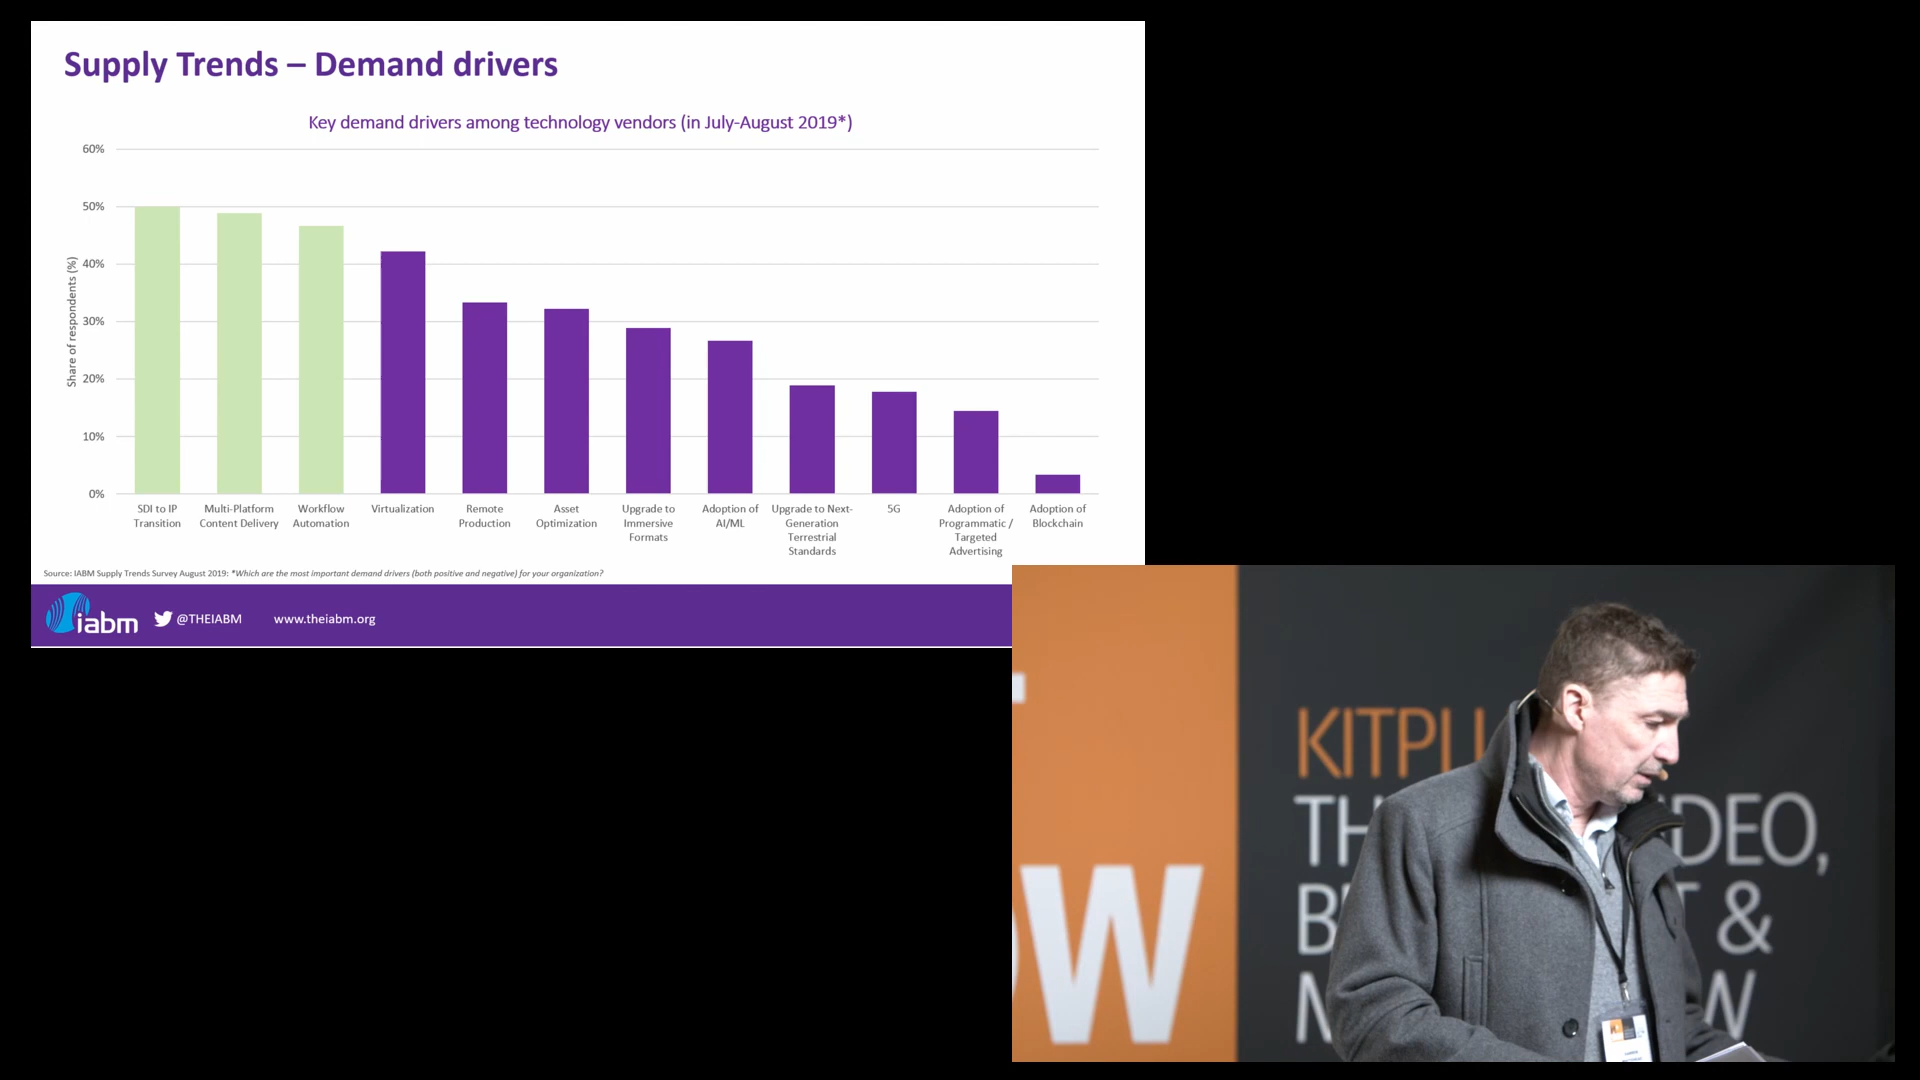 Supply Trends – Demand drivers
Key demand drivers among technology vendors (in July-August 2019*)
Share of respondents (%)
60%
50%
40%
30%
20%
10%
0%
SDI to IP
Transition
Multi-Platform
Content Delivery
Workflow
Automation
Virtualization
Remote
Production
Asset
Optimization
Upgrade to
Immersive
Formats
Adoption of
AI/ML
Upgrade to Next-
Generation
Terrestrial
Standards
5G
Adoption of
Programmatic /
Targeted
Advertising
Adoption of
Blockchain
Source: IABM Supply Trends Survey August 2019: *Which are the most important demand drivers (both positive and negative) for your organization?
iabm
@THEIABM
www.theiabm.org
W
KITPLU
TH DEO,
B T &
M W